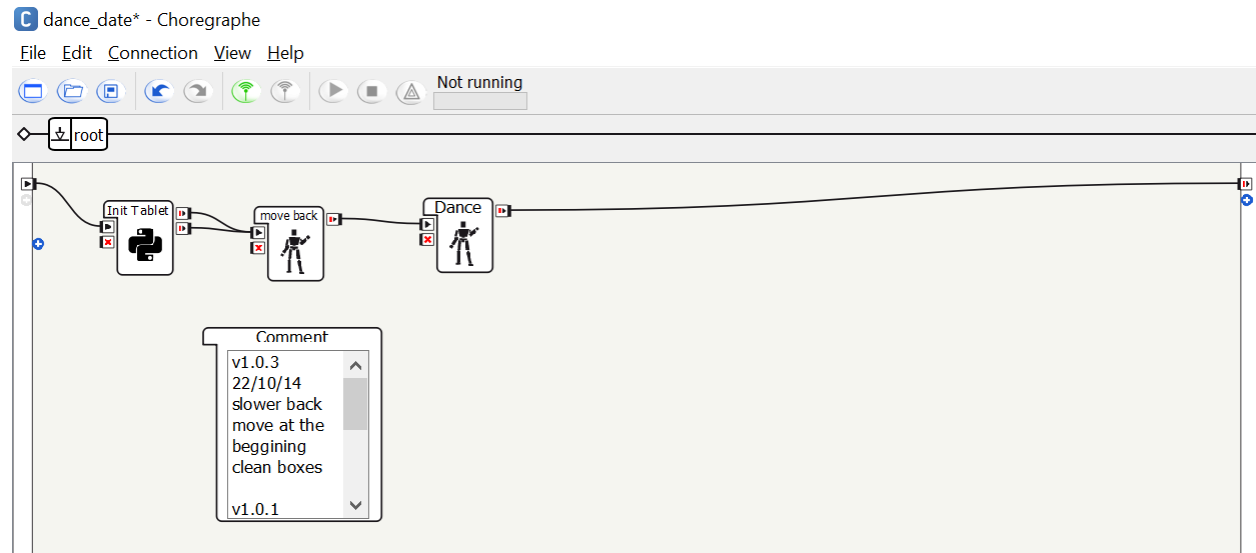 dance_date* - Choregraphe
File Edit Connection View Help
Not running
root
Init Tablet
move back
Dance
Comment
v1.0.3
22/10/14
slower back
move at the
beggining
clean boxes
v1.0.1